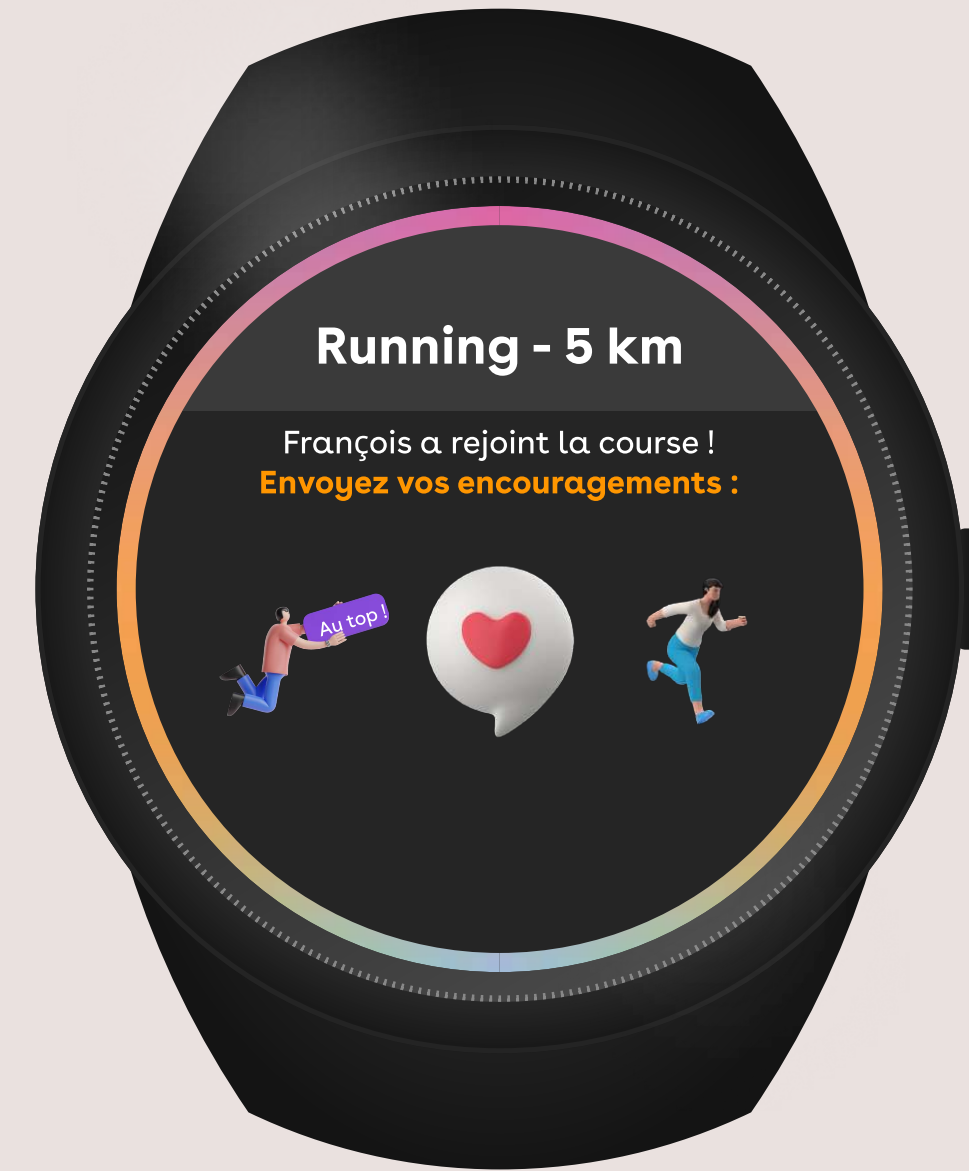 Running - 5 km
François a rejoint la course !
Envoyez vos encouragements :
Au top !